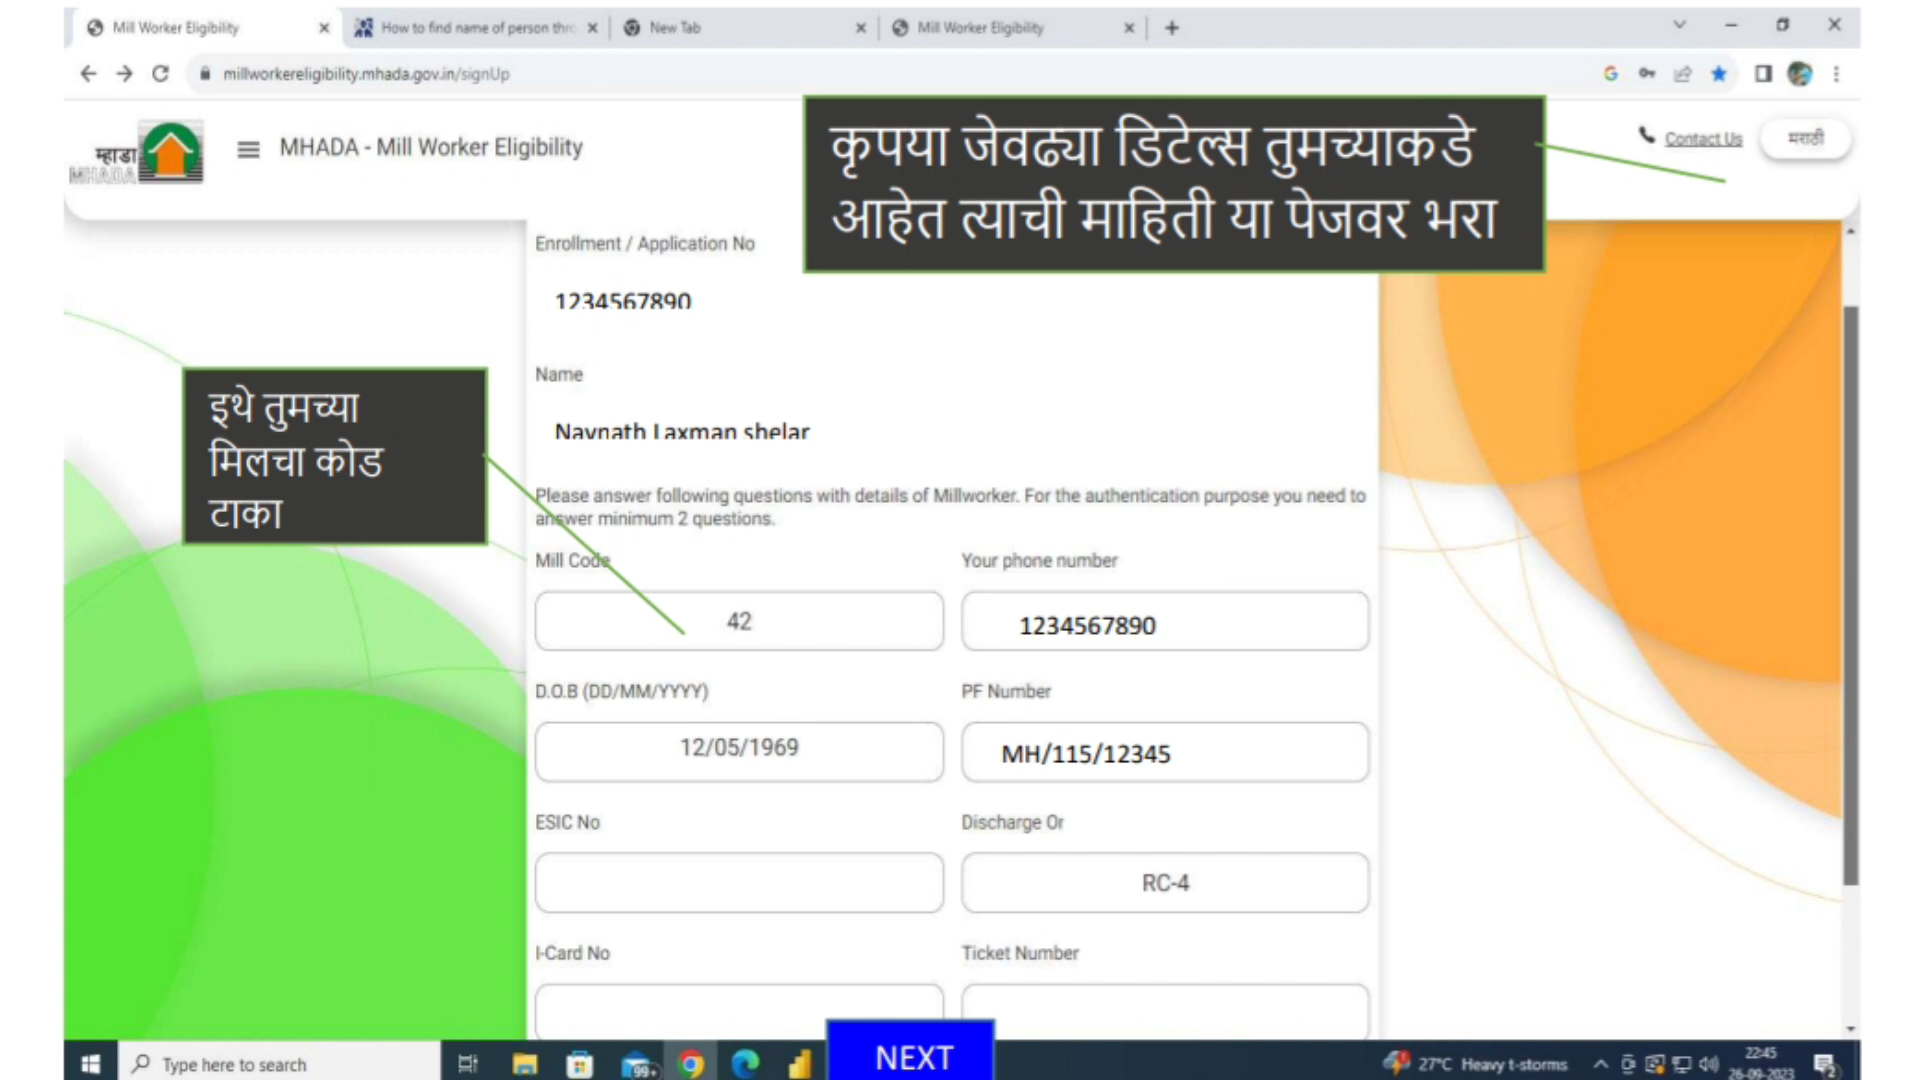 Mill Worker Eligibility
How to find name of person thro
New Tab
Mill Worker Eligibility
millworkereligibility.mhada.gov.in/signUp
म्हाडा
MHADA
MHADA - Mill Worker Eligibility
Contact Us
मराठी
कृपया जेवढ्या डिटेल्स तुमच्याकडे
आहेत त्याची माहिती या पेजवर भरा
Enrollment / Application No
1234567890
Name
Navnath Laxman shelar
इथे तुमच्या
मिलचा कोड
टाका
Please answer following questions with details of Millworker. For the authentication purpose you need to
answer minimum 2 questions.
Mill Code
Your phone number
42
1234567890
D.O.B (DD/MM/YYYY)
PF Number
12/05/1969
MH/115/12345
ESIC No
Discharge Or
RC-4
I-Card No
Ticket Number
NEXT
Type here to search
99+
27°C Heavy t-storms
22:45
26-09-2023
2